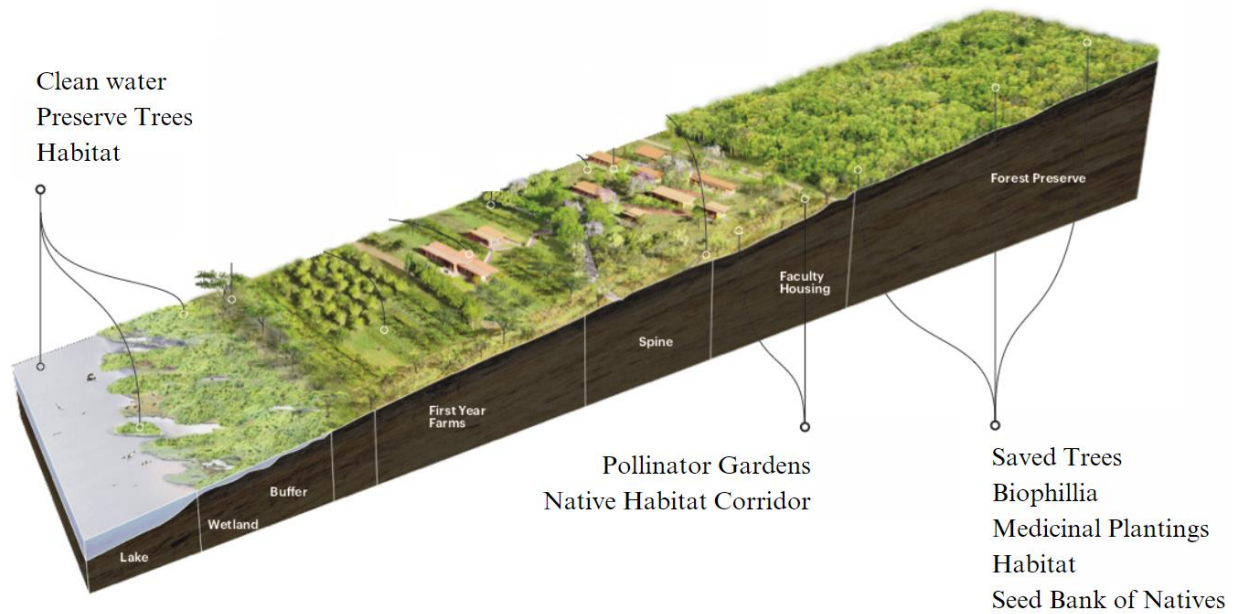 Clean water
Preserve Trees
Habitat
Forest Preserve
Faculty
Housing
Spine
First Year
Farms
Buffer
Wetland
Lake
Pollinator Gardens
Native Habitat Corridor
Saved Trees
Biophillia
Medicinal Plantings
Habitat
Seed Bank of Natives